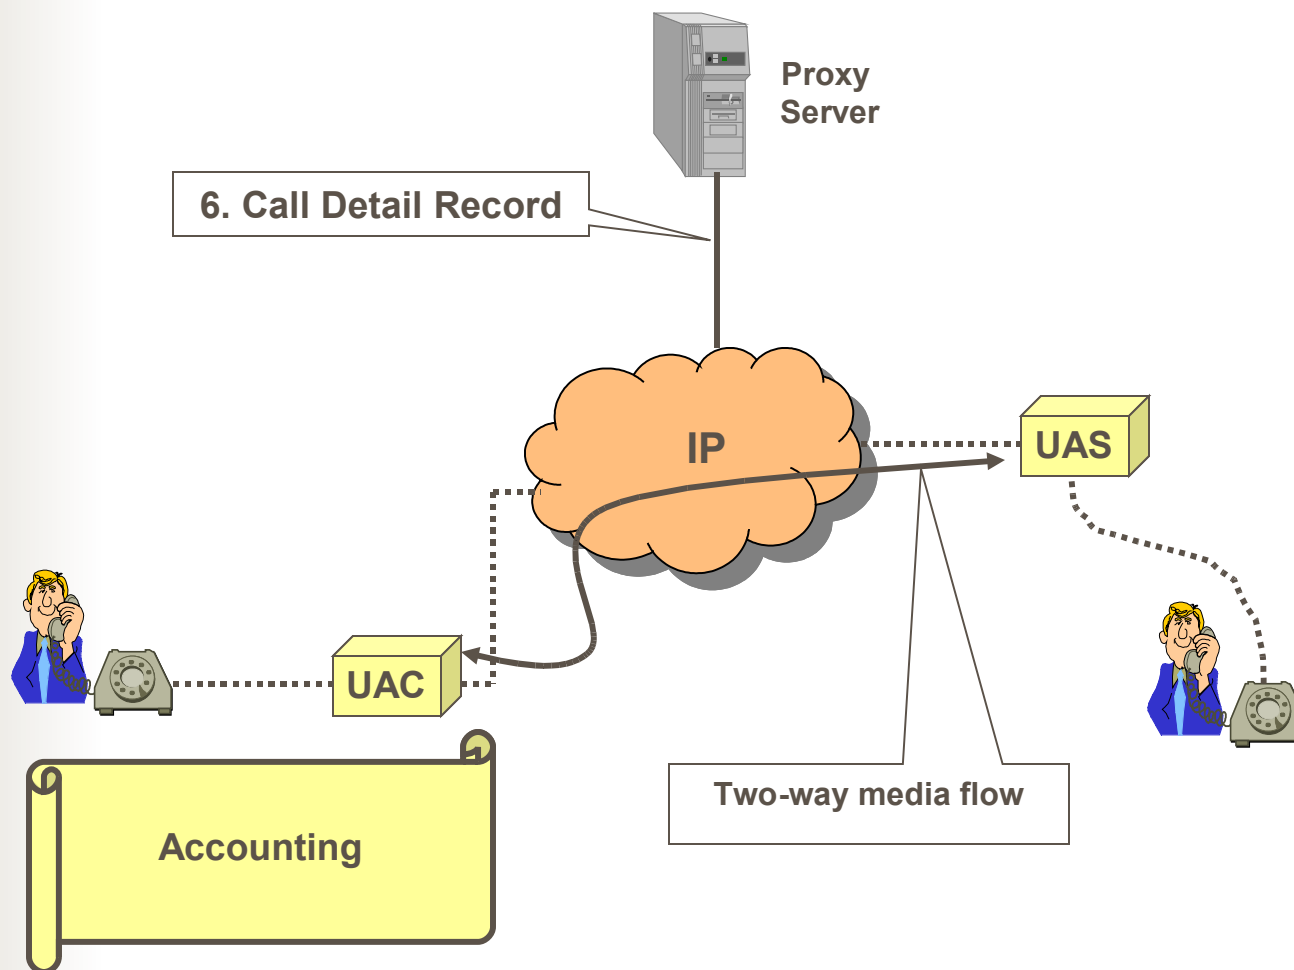 Proxy
Server
6. Call Detail Record
IP
UAS
UAC
Two-way media flow
Accounting